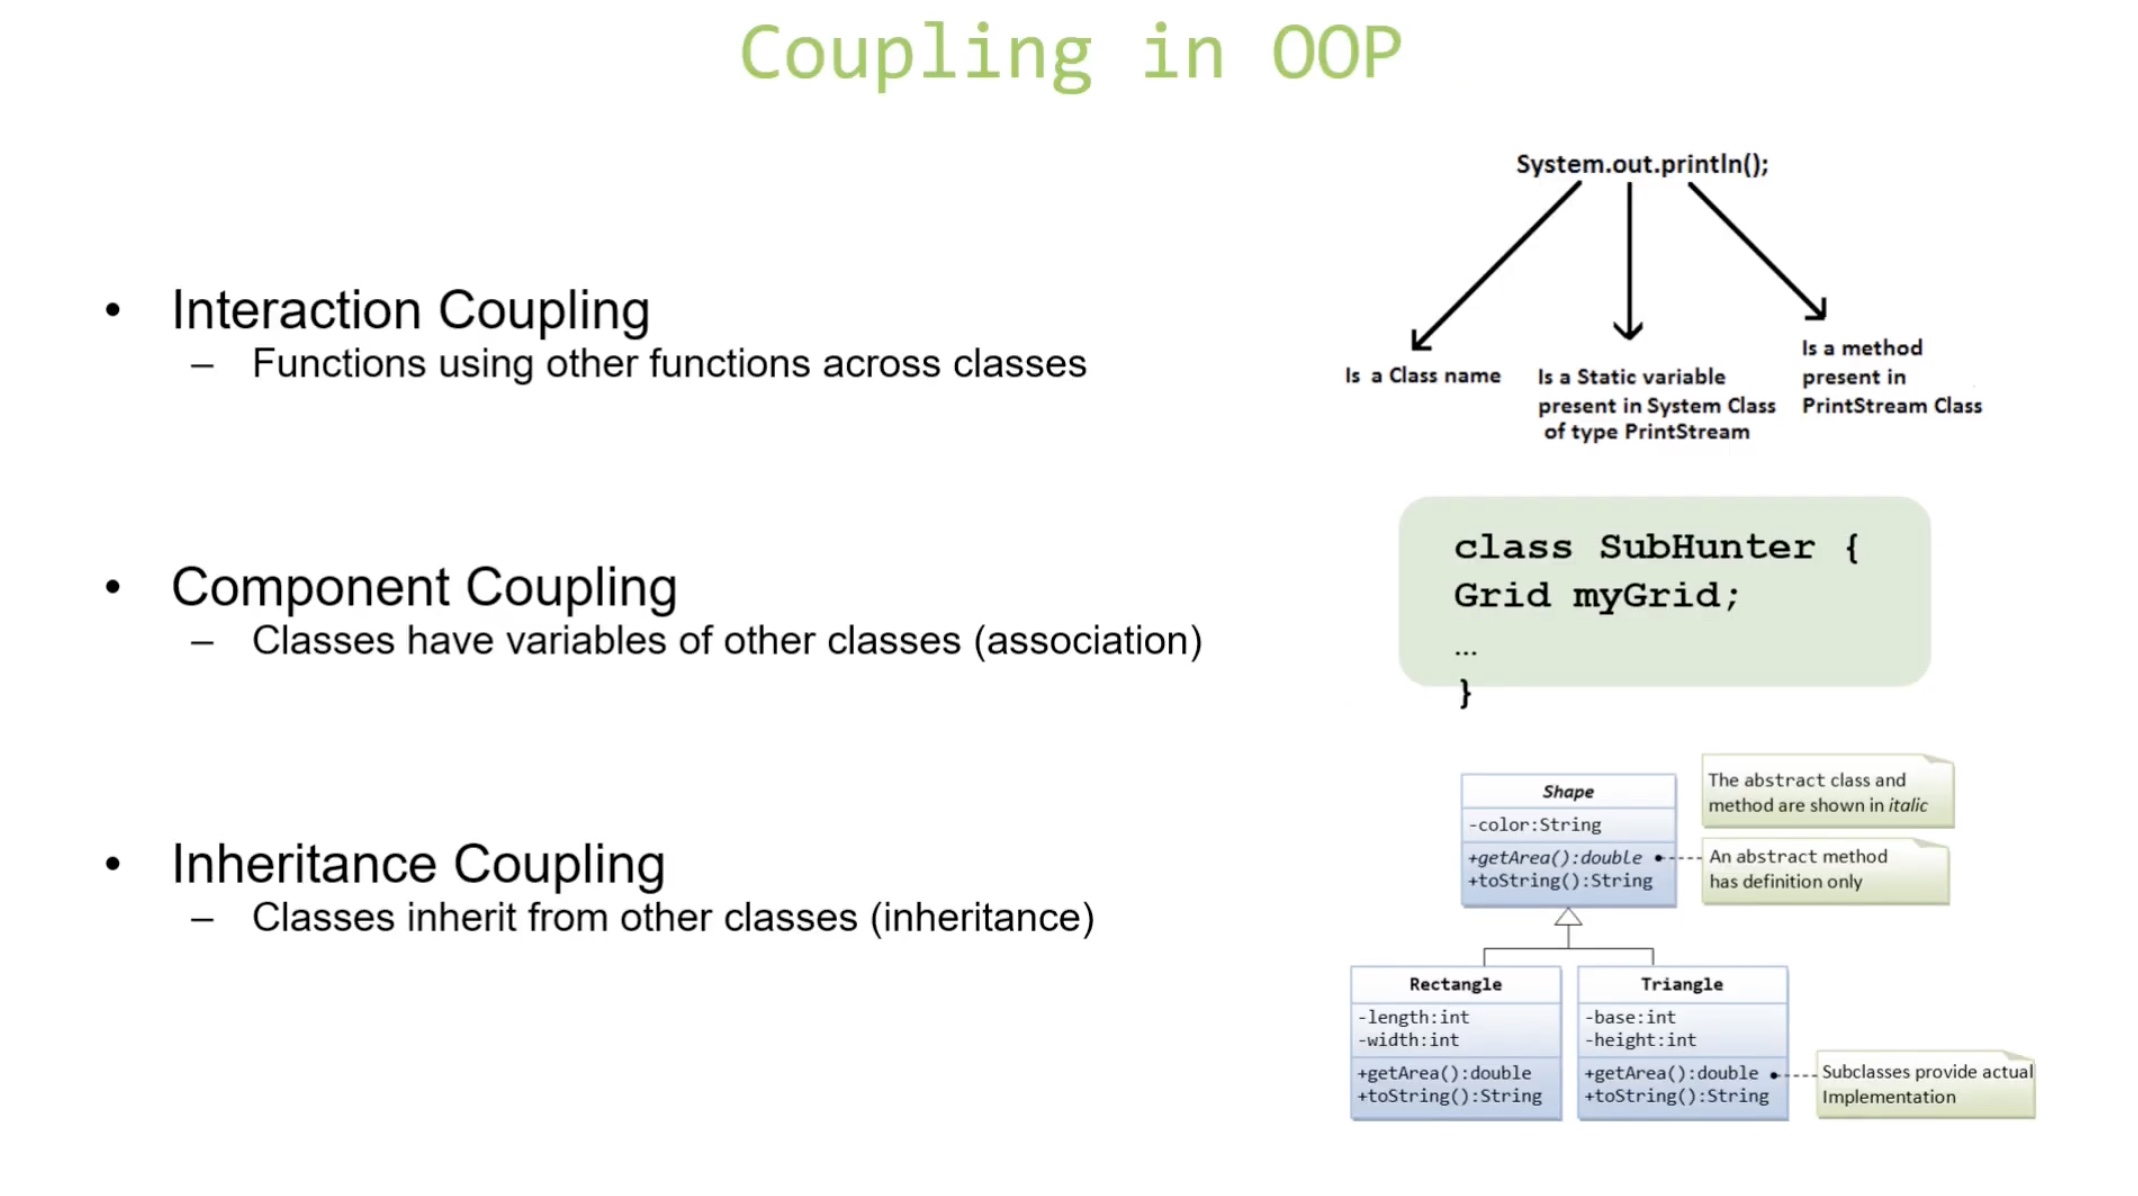 Coupling in OOP
• Interaction Coupling
– Functions using other functions across classes
System.out.println();
Is a Class name
Is a Static variable
present in System Class
of type PrintStream
Is a method
present in
PrintStream Class
• Component Coupling
– Classes have variables of other classes (association)
class SubHunter {
Grid myGrid;
...
}
• Inheritance Coupling
– Classes inherit from other classes (inheritance)
Shape
-color:String
+getArea():double
+toString():String
The abstract class and
method are shown in italic
An abstract method
has definition only
Rectangle
-length:int
-width:int
+getArea():double
+toString():String
Triangle
-base:int
-height:int
+getArea():double
+toString():String
Subclasses provide actual
Implementation